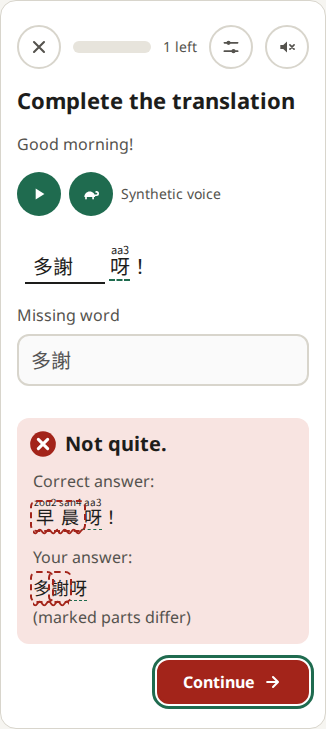 1 left
Complete the translation
Good morning!
Synthetic voice
aa3
多謝 呀！
Missing word
多謝
Not quite.
Correct answer:
zou2 san4 aa3
早晨呀！
Your answer:
多謝呀
(marked parts differ)
Continue